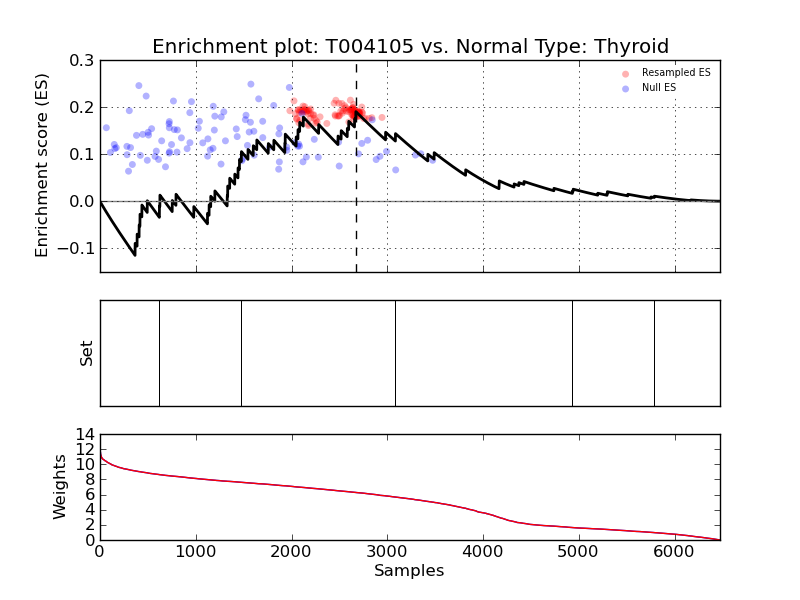 Enrichment plot: T004105 vs. Normal Type: Thyroid
0.3
0.2
0.1
0.0
−0.1
Enrichment score (ES)
Resampled ES
Null ES
Set
14
12
10
8
6
4
2
0
Weights
0 1000 2000 3000 4000 5000 6000
Samples